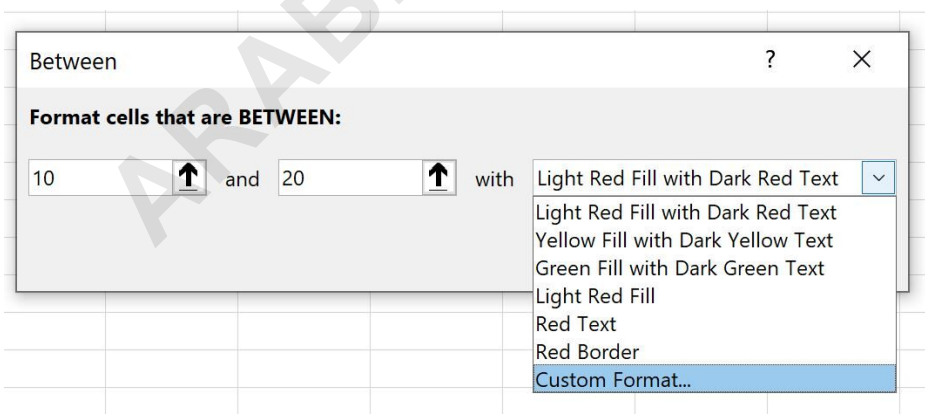 Between ?
Format cells that are BETWEEN:
10 and 20 with Light Red Fill with Dark Red Text
Light Red Fill with Dark Red Text
Yellow Fill with Dark Yellow Text
Green Fill with Dark Green Text
Light Red Fill
Red Text
Red Border
Custom Format...